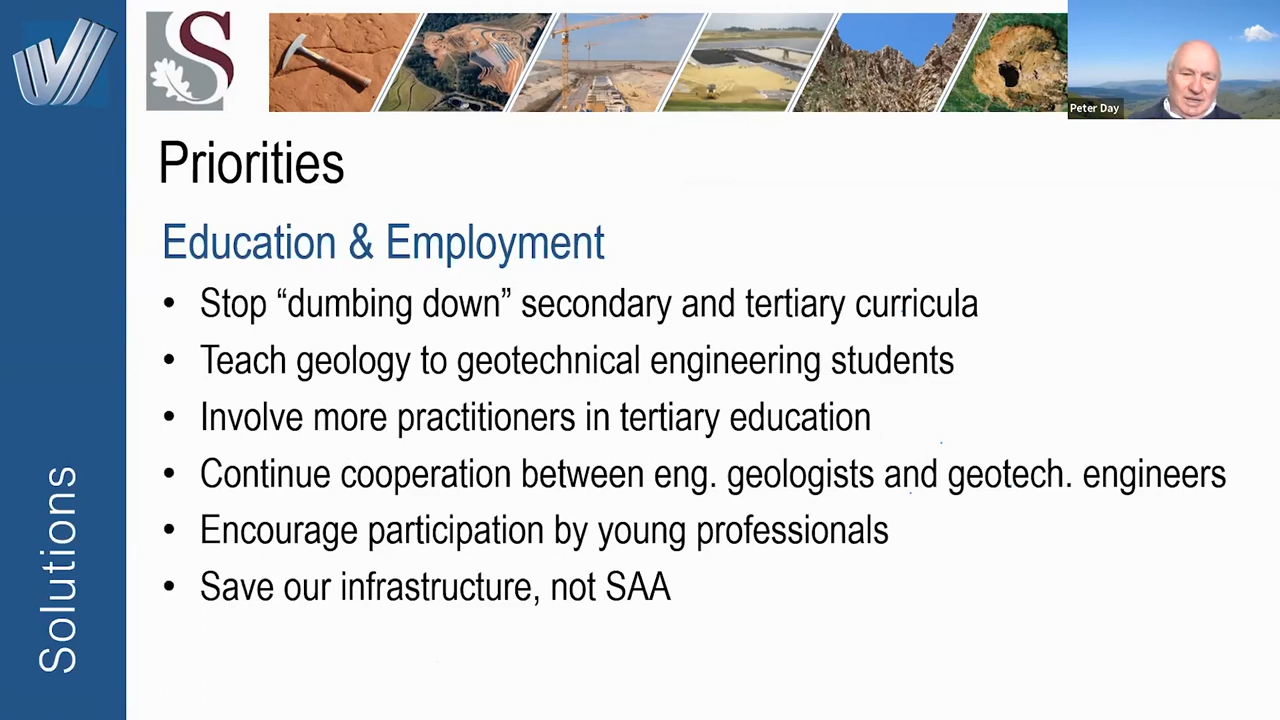 Peter Day
Priorities
Education & Employment
• Stop “dumbing down” secondary and tertiary curricula
• Teach geology to geotechnical engineering students
• Involve more practitioners in tertiary education
• Continue cooperation between eng. geologists and geotech. engineers
• Encourage participation by young professionals
• Save our infrastructure, not SAA
Solutions